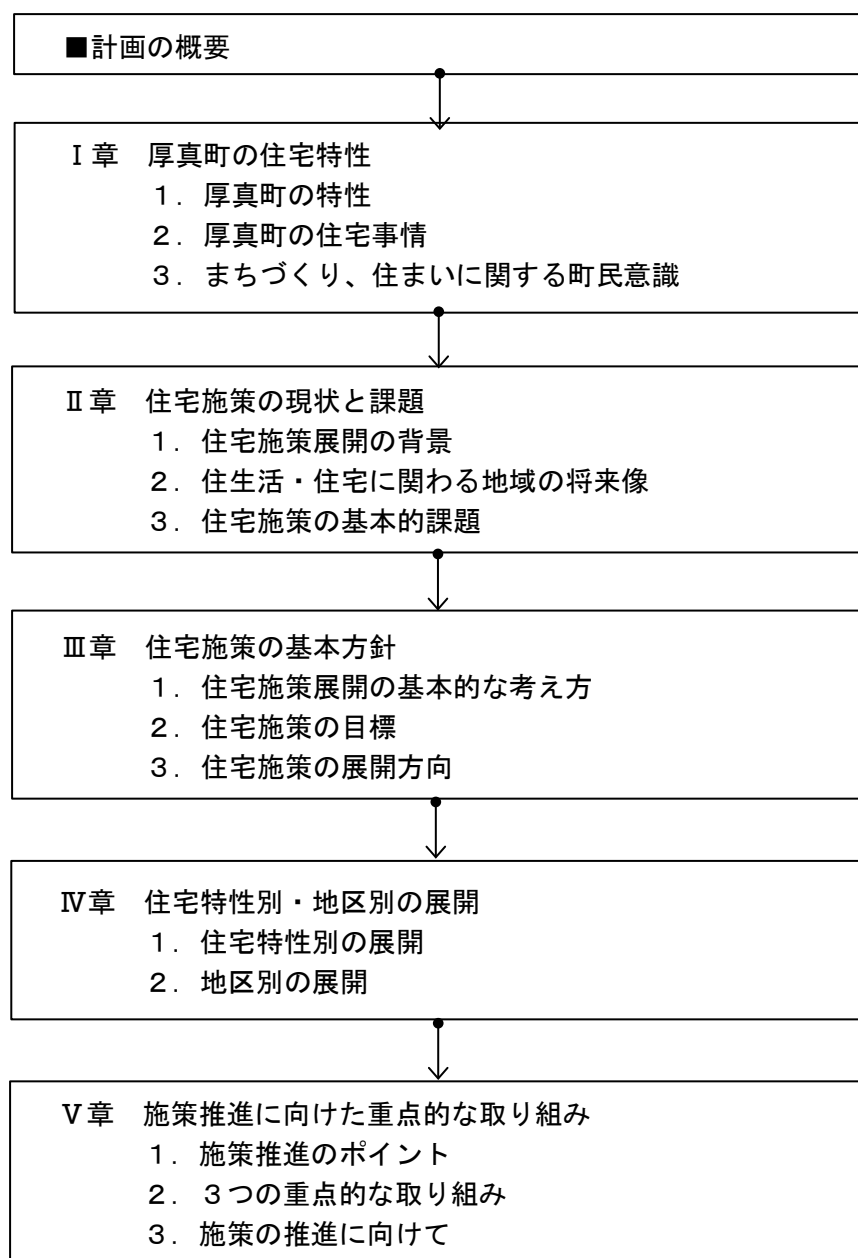 ■計画の概要
Ⅰ章　厚真町の住宅特性
１．厚真町の特性
２．厚真町の住宅事情
３．まちづくり、住まいに関する町民意識
Ⅱ章　住宅施策の現状と課題
１．住宅施策展開の背景
２．住生活・住宅に関わる地域の将来像
３．住宅施策の基本的課題
Ⅲ章　住宅施策の基本方針
１．住宅施策展開の基本的な考え方
２．住宅施策の目標
３．住宅施策の展開方向
Ⅳ章　住宅特性別・地区別の展開
１．住宅特性別の展開
２．地区別の展開
Ⅴ章　施策推進に向けた重点的な取り組み
１．施策推進のポイント
２．３つの重点的な取り組み
３．施策の推進に向けて